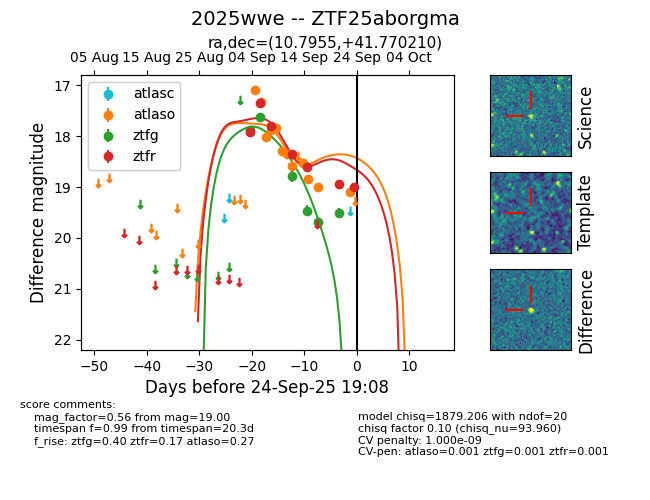 2025wwe -- ZTF25aborgma
ra,dec=(10.7955,+41.770210)
05 Aug 15 Aug 25 Aug 04 Sep 14 Sep 24 Sep 04 Oct
17
18
19
20
21
22
Difference magnitude
atlasc
atlaso
ztfg
ztfr
−50 −40 −30 −20 −10 0 10
Days before 24-Sep-25 19:08
Science
Template
Difference
score comments:
mag_factor=0.56 from mag=19.00
timespan f=0.99 from timespan=20.3d
f_rise: ztfg=0.40 ztfr=0.17 atlaso=0.27
model chisq=1879.206 with ndof=20
chisq factor 0.10 (chisq_nu=93.960)
CV penalty: 1.000e-09
CV-pen: atlaso=0.001 ztfg=0.001 ztfr=0.001